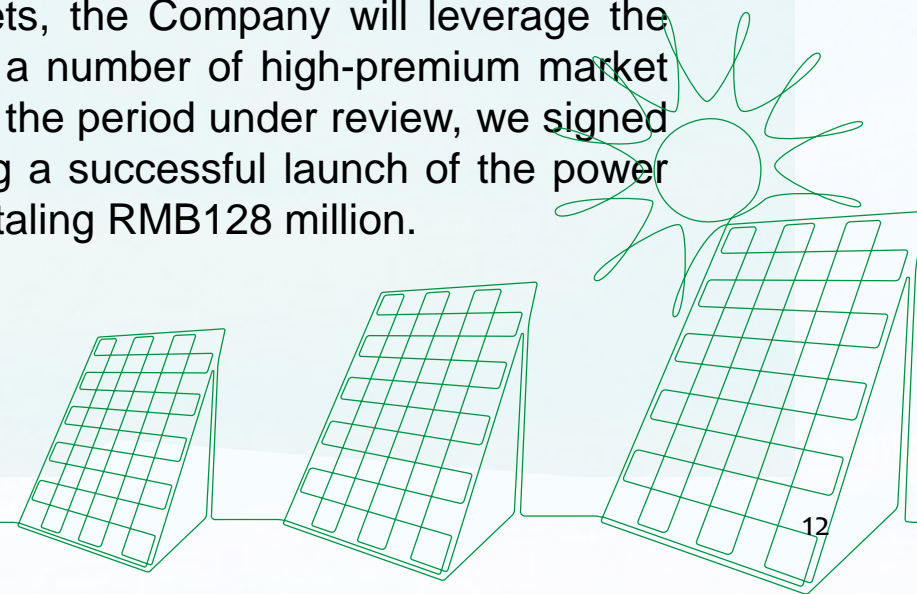 ets, the Company will leverage the
a number of high-premium market
the period under review, we signed
g a successful launch of the power
taling RMB128 million.
12